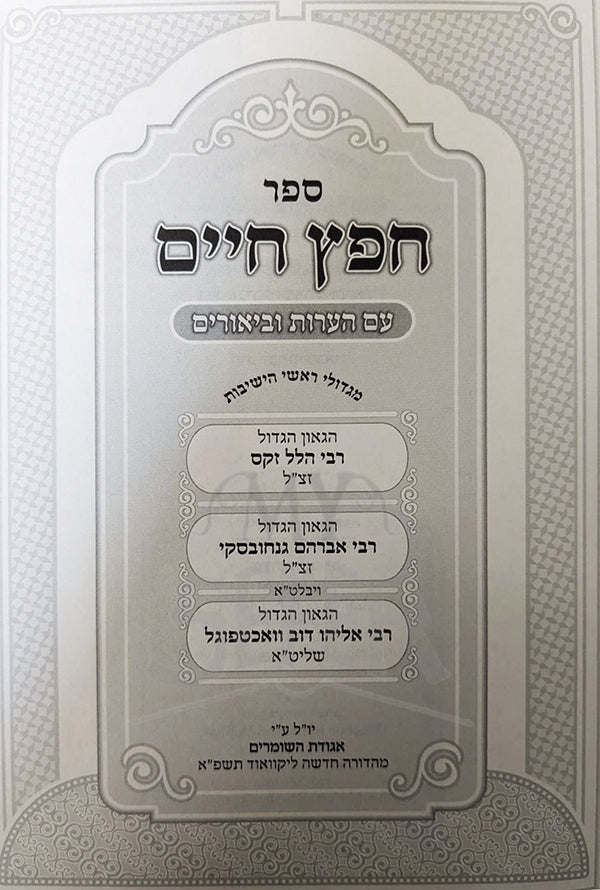 ספר
חפץ חיים
עם הערות וביאורים
מגדולי ראשי הישיבות
הגאון הגדול
רבי הלל זקס
זצ"ל
הגאון הגדול
רבי אברהם גנחובסקי
זצ"ל
ויבלט"א
הגאון הגדול
רבי אליהו דוב וואכטפוגל
שליט"א
יו"ל ע"י
אגודת השומרים
מהדורה חדשה ליקוואוד תשפ"א